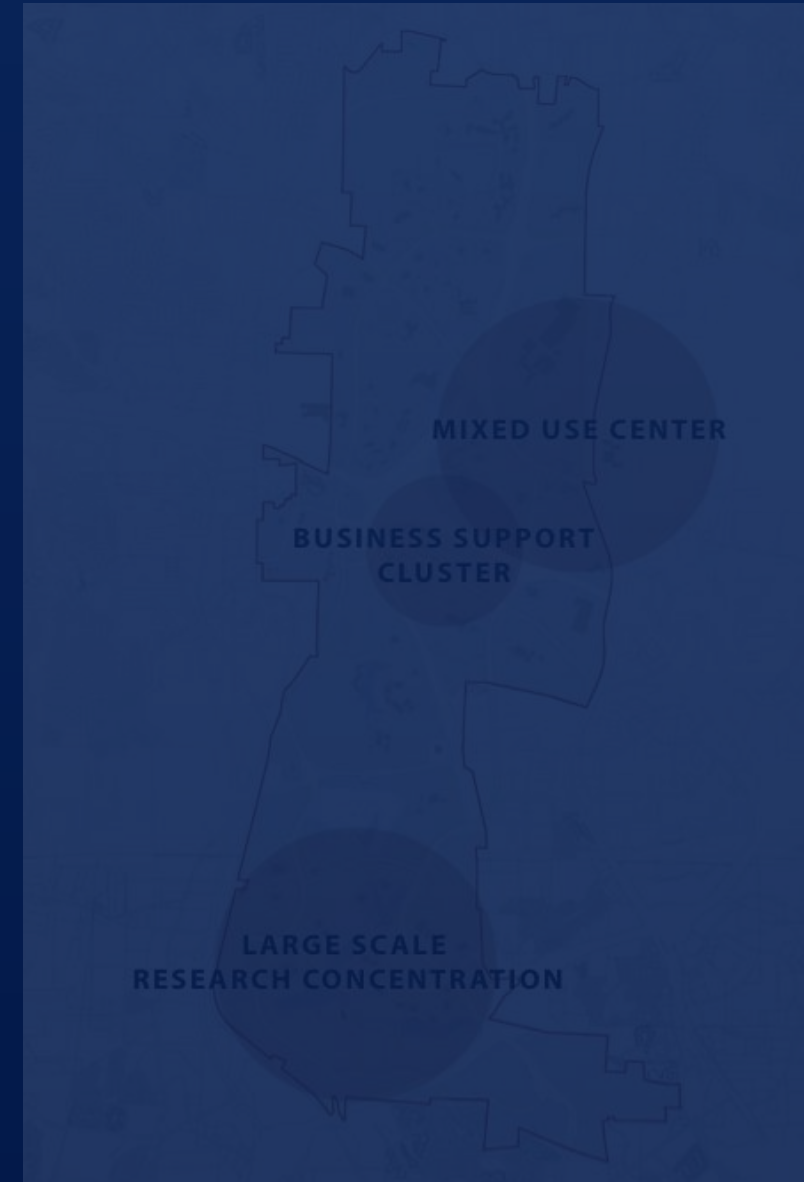 MIXED USE CENTER
BUSINESS SUPPORT
CLUSTER
LARGE SCALE
RESEARCH CONCENTRATION